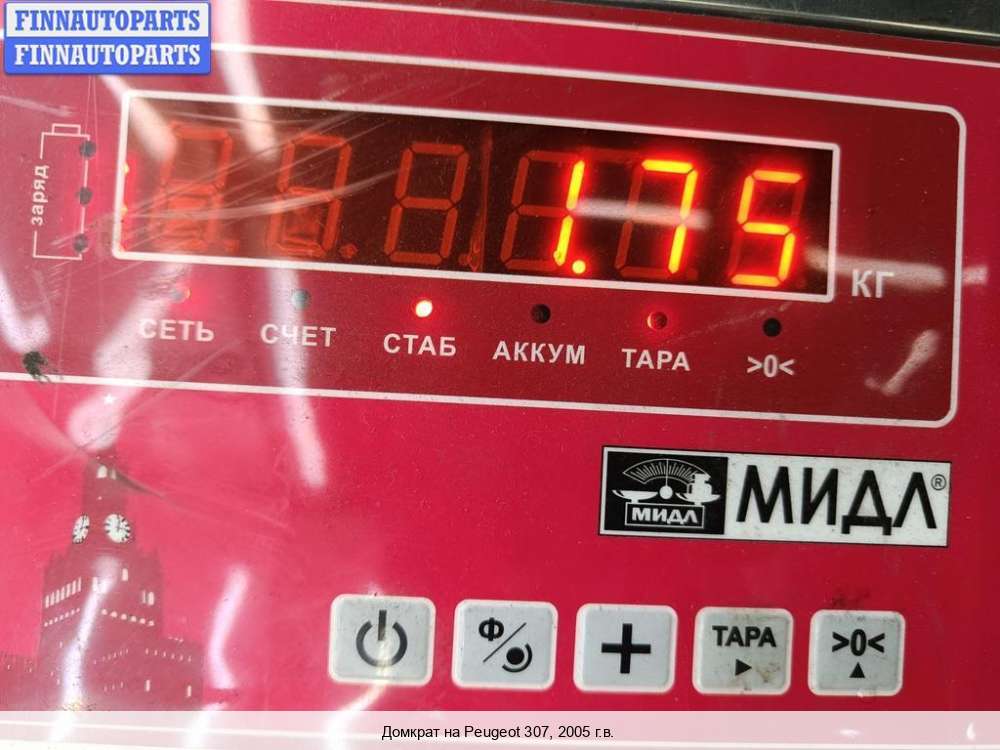 FINNAUTOPARTS
FINNAUTOPARTS
заряд
1.75
КГ
СЕТЬ СЧЕТ СТАБ АККУМ ТАРА >0<
МИДЛ МИДЛ®
Ф ТАРА >0<
Домкрат на Peugeot 307, 2005 г.в.